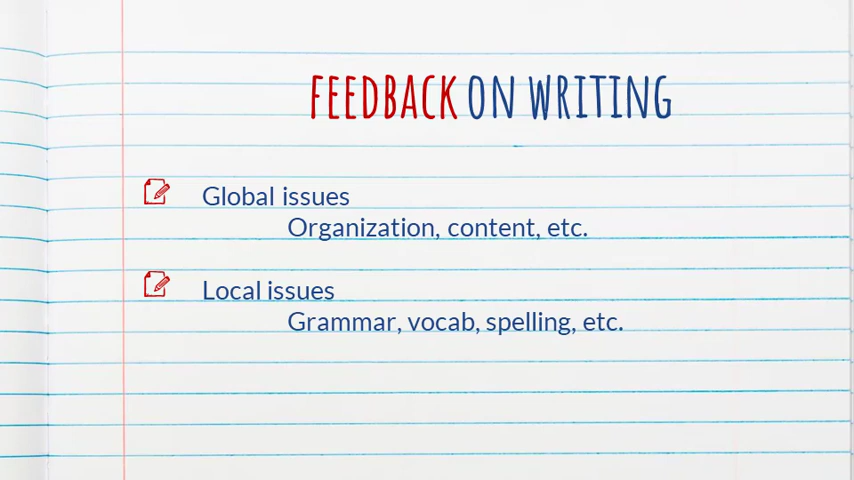 FEEDBACK ON WRITING
Global issues
Organization, content, etc.
Local issues
Grammar, vocab, spelling, etc.